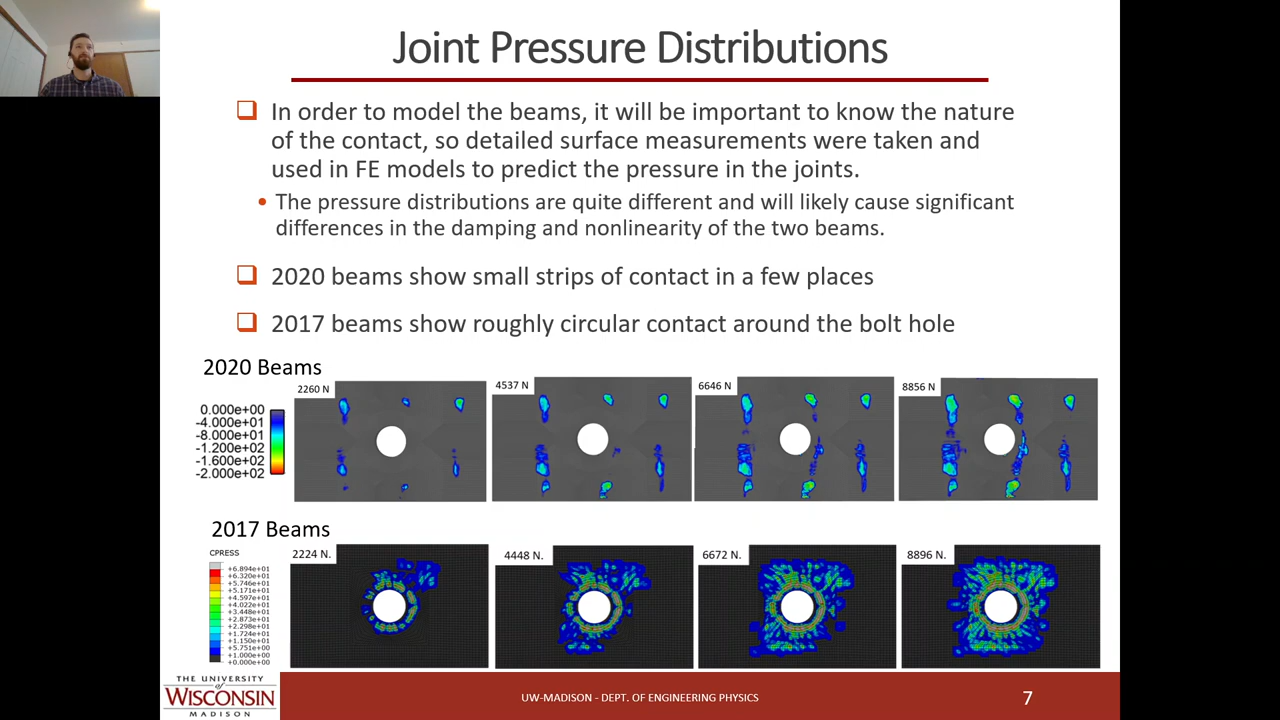 Joint Pressure Distributions
In order to model the beams, it will be important to know the nature
of the contact, so detailed surface measurements were taken and
used in FE models to predict the pressure in the joints.
The pressure distributions are quite different and will likely cause significant
differences in the damping and nonlinearity of the two beams.
2020 beams show small strips of contact in a few places
2017 beams show roughly circular contact around the bolt hole
2020 Beams
2260 N
4537 N
6646 N
8856 N
0.000e+00
-4.000e+01
-8.000e+01
-1.200e+02
-1.600e+02
-2.000e+02
2017 Beams
2224 N.
4448 N.
6672 N.
8896 N.
CPRESS
+6.894e+01
+6.320e+01
+5.746e+01
+5.171e+01
+4.597e+01
+4.022e+01
+3.448e+01
+2.873e+01
+2.298e+01
+1.724e+01
+1.150e+01
+5.751e+00
+1.000e+00
+0.000e+00
THE UNIVERSITY
of
WISCONSIN
MADISON
UW-MADISON - DEPT. OF ENGINEERING PHYSICS
7